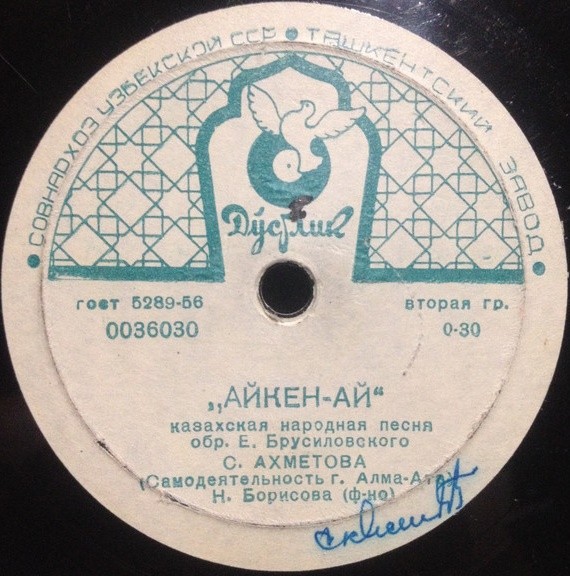 • СОВНАРХОЗ УЗБЕКСКОЙ ССР • ТАШКЕНТСКИЙ ЗАВОД •
Дӯстлик
гост 5289-56
вторая гр.
0036030
0-30
„АЙКЕН-АЙ“
казахская народная песня
обр. Е. Брусиловского
С. АХМЕТОВА
(Самодеятельность г. Алма-Ата)
Н. Борисова (ф-но)